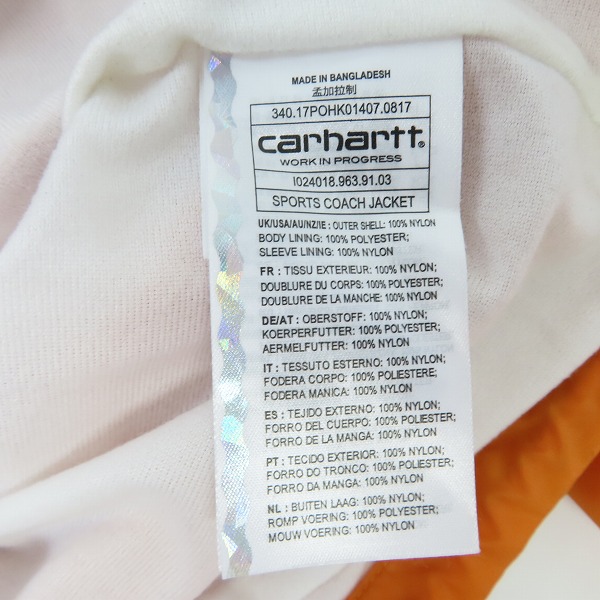 MADE IN BANGLADESH
孟加拉制
340.17POHK01407.0817
carhartt®
WORK IN PROGRESS
I024018.963.91.03
SPORTS COACH JACKET
UK/USA/AU/NZ/IE : OUTER SHELL: 100% NYLON
BODY LINING: 100% POLYESTER;
SLEEVE LINING: 100% NYLON
FR : TISSU EXTERIEUR: 100% NYLON;
DOUBLURE DU CORPS: 100% POLYESTER;
DOUBLURE DE LA MANCHE: 100% NYLON
DE/AT : OBERSTOFF: 100% NYLON;
KOERPERFUTTER: 100% POLYESTER;
AERMELFUTTER: 100% NYLON
IT : TESSUTO ESTERNO: 100% NYLON;
FODERA CORPO: 100% POLIESTERE;
FODERA MANICA: 100% NYLON
ES : TEJIDO EXTERNO: 100% NYLON;
FORRO DEL CUERPO: 100% POLIESTER;
FORRO DE LA MANGA: 100% NYLON
PT : TECIDO EXTERIOR: 100% NYLON;
FORRO DO TRONCO: 100% POLIESTER;
FORRO DA MANGA: 100% NYLON
NL : BUITEN LAAG: 100% NYLON;
ROMP VOERING: 100% POLYESTER;
MOUW VOERING: 100% NYLON